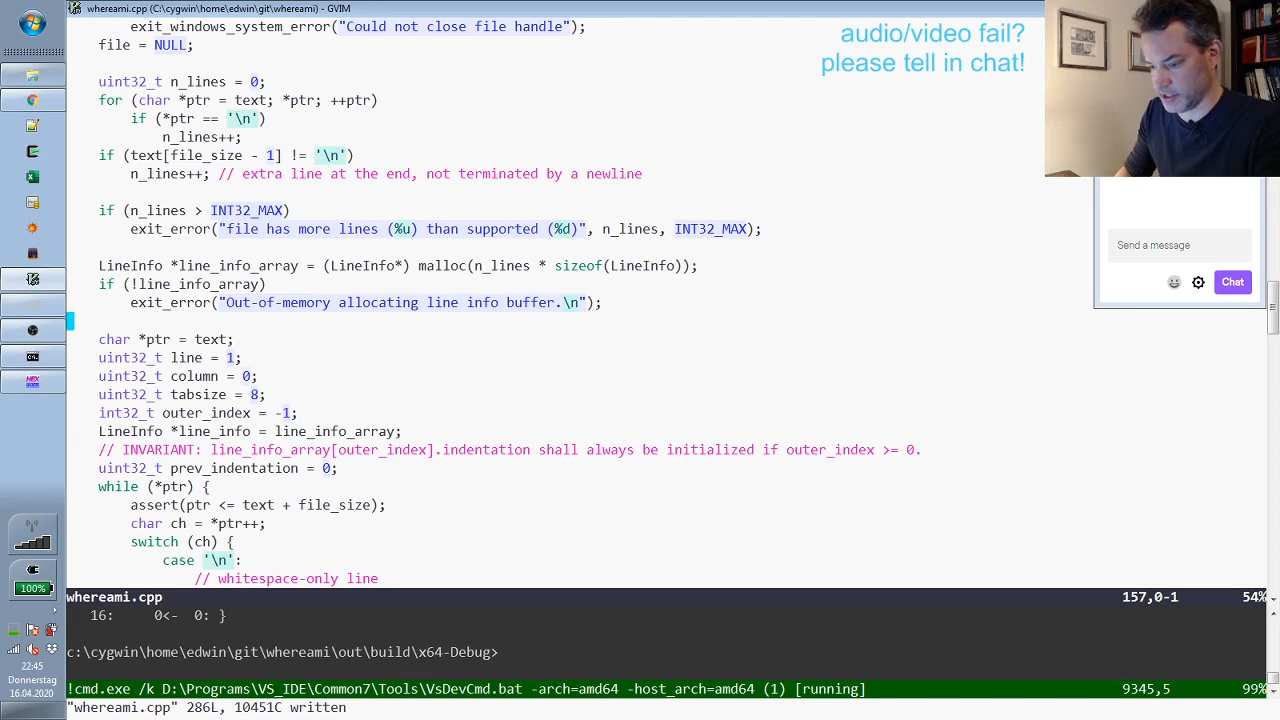 whereami.cpp (C:\cygwin\home\edwin\git\whereami) - GVIM
exit_windows_system_error("Could not close file handle");
file = NULL;
uint32_t n_lines = 0;
for (char *ptr = text; *ptr; ++ptr)
if (*ptr == '\n')
n_lines++;
if (text[file_size - 1] != '\n')
n_lines++; // extra line at the end, not terminated by a newline
if (n_lines > INT32_MAX)
exit_error("file has more lines (%u) than supported (%d)", n_lines, INT32_MAX);
LineInfo *line_info_array = (LineInfo*) malloc(n_lines * sizeof(LineInfo));
if (!line_info_array)
exit_error("Out-of-memory allocating line info buffer.\n");
char *ptr = text;
uint32_t line = 1;
uint32_t column = 0;
uint32_t tabsize = 8;
int32_t outer_index = -1;
LineInfo *line_info = line_info_array;
// INVARIANT: line_info_array[outer_index].indentation shall always be initialized if outer_index >= 0.
uint32_t prev_indentation = 0;
while (*ptr) {
assert(ptr <= text + file_size);
char ch = *ptr++;
switch (ch) {
case '\n':
// whitespace-only line
whereami.cpp 157,0-1 54%
16: 0<- 0: }
c:\cygwin\home\edwin\git\whereami\out\build\x64-Debug>
!cmd.exe /k D:\Programs\VS_IDE\Common7\Tools\VsDevCmd.bat -arch=amd64 -host_arch=amd64 (1) [running] 9345,5 99%
"whereami.cpp" 286L, 10451C written
audio/video fail?
please tell in chat!
Send a message
Chat
HEX
100%
22:45
Donnerstag
16.04.2020